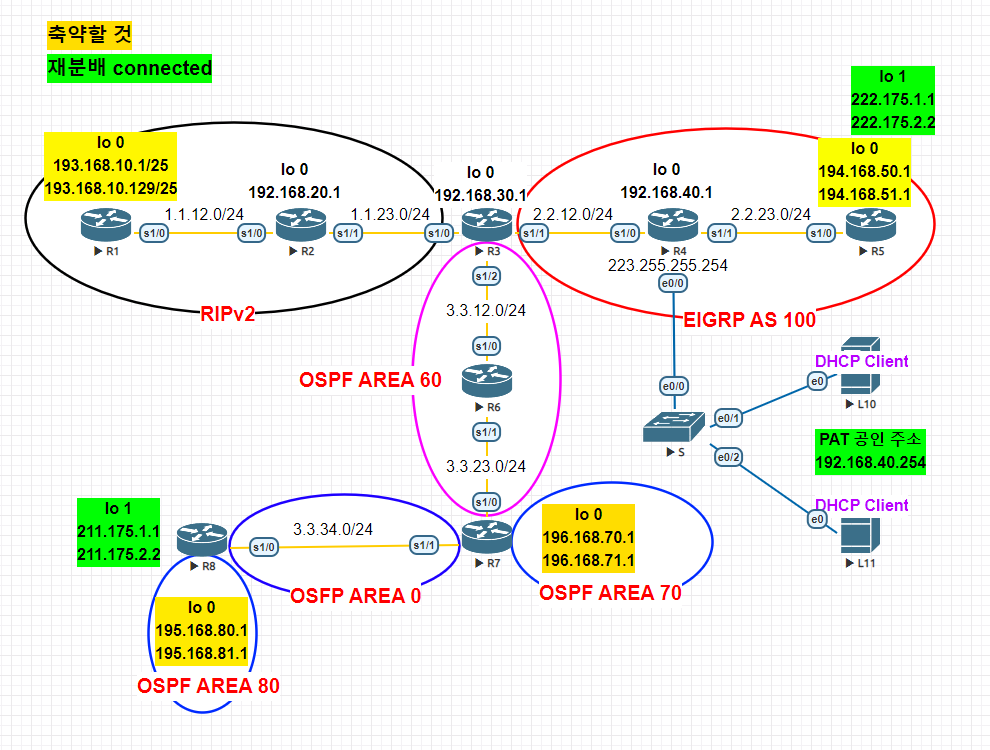 축약할 것
재분배 connected
lo 1
222.175.1.1
222.175.2.2
lo 0
193.168.10.1/25
193.168.10.129/25
lo 0
192.168.20.1
lo 0
192.168.30.1
lo 0
192.168.40.1
lo 0
194.168.50.1
194.168.51.1
1.1.12.0/24
1.1.23.0/24
2.2.12.0/24
2.2.23.0/24
s1/0
s1/0
s1/1
s1/0
s1/1
s1/0
s1/1
s1/0
R1
R2
R3
R4
R5
223.255.255.254
s1/2
e0/0
RIPv2
3.3.12.0/24
EIGRP AS 100
s1/0
DHCP Client
OSPF AREA 60
e0/0
e0
R6
L10
e0/1
s1/1
PAT 공인 주소
192.168.40.254
S
e0/2
3.3.23.0/24
s1/0
DHCP Client
e0
lo 1
211.175.1.1
211.175.2.2
3.3.34.0/24
lo 0
196.168.70.1
196.168.71.1
s1/0
s1/1
R8
R7
L11
OSFP AREA 0
OSPF AREA 70
lo 0
195.168.80.1
195.168.81.1
OSPF AREA 80